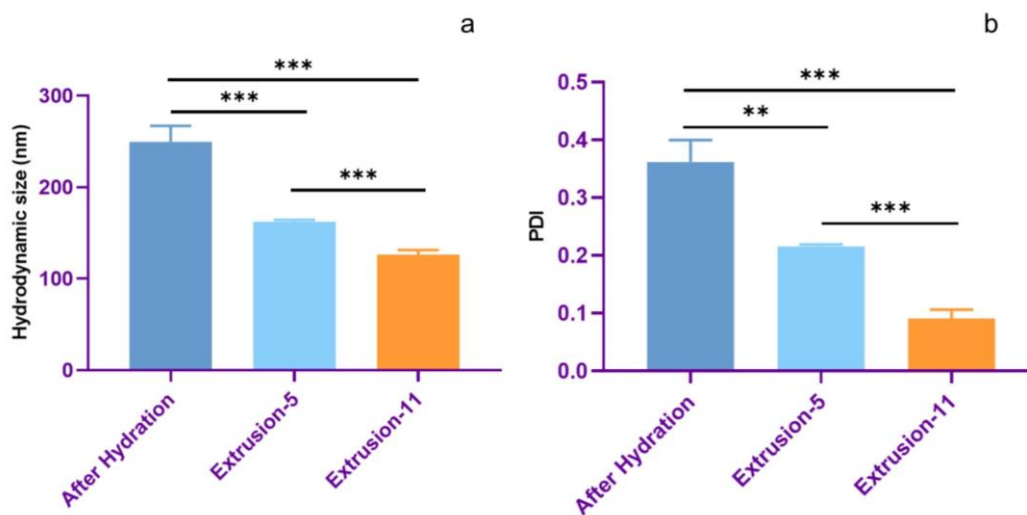 a
***
***
***
300
200
100
0
Hydrodynamic size (nm)
After Hydration
Extrusion-5
Extrusion-11
b
***
**
***
0.5
0.4
0.3
0.2
0.1
0.0
PDI
After Hydration
Extrusion-5
Extrusion-11